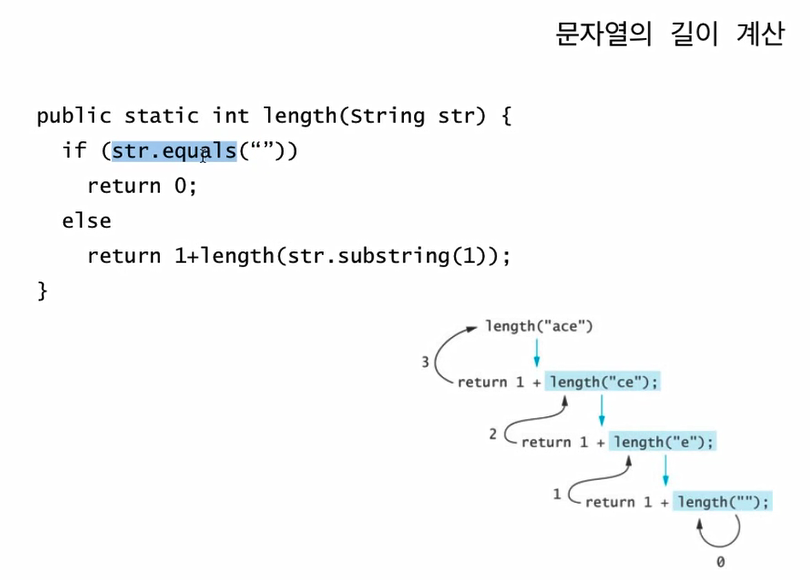 문자열의 길이 계산
public static int length(String str) {
if (str.equals(“”))
return 0;
else
return 1+length(str.substring(1));
}
length("ace")
3
return 1 + length("ce");
2
return 1 + length("e");
1
return 1 + length("");
0